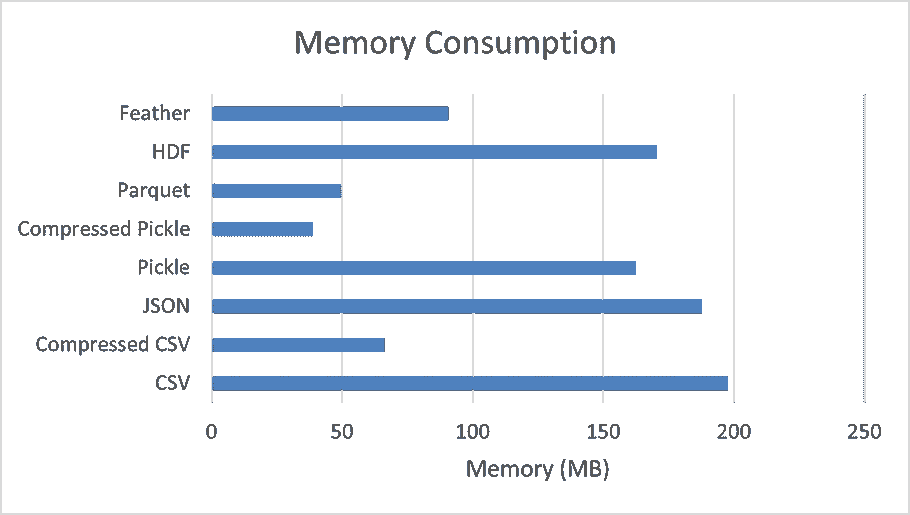 Memory Consumption
Feather
HDF
Parquet
Compressed Pickle
Pickle
JSON
Compressed CSV
CSV
0 50 100 150 200 250
Memory (MB)